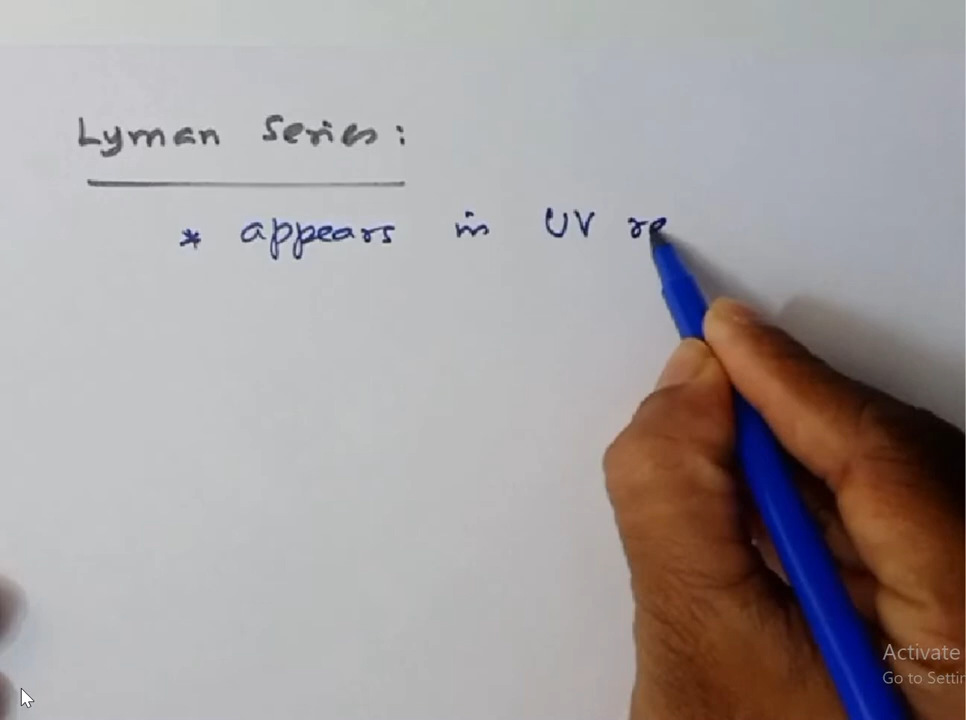 Lyman Series:
* appears in UV re
Activate
Go to Settin